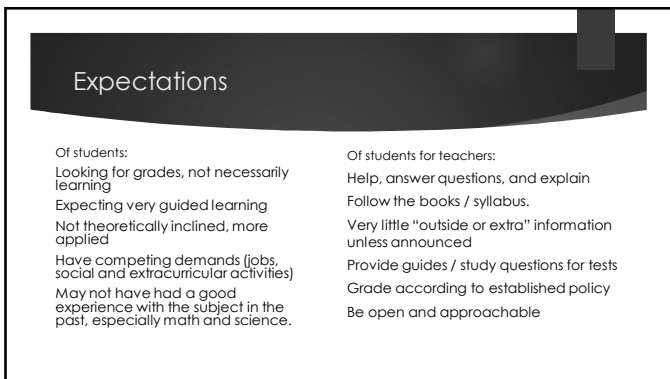 Expectations
Of students:
Looking for grades, not necessarily
learning
Expecting very guided learning
Not theoretically inclined, more
applied
Have competing demands (jobs,
social and extracurricular activities)
May not have had a good
experience with the subject in the
past, especially math and science.
Of students for teachers:
Help, answer questions, and explain
Follow the books / syllabus.
Very little “outside or extra” information
unless announced
Provide guides / study questions for tests
Grade according to established policy
Be open and approachable